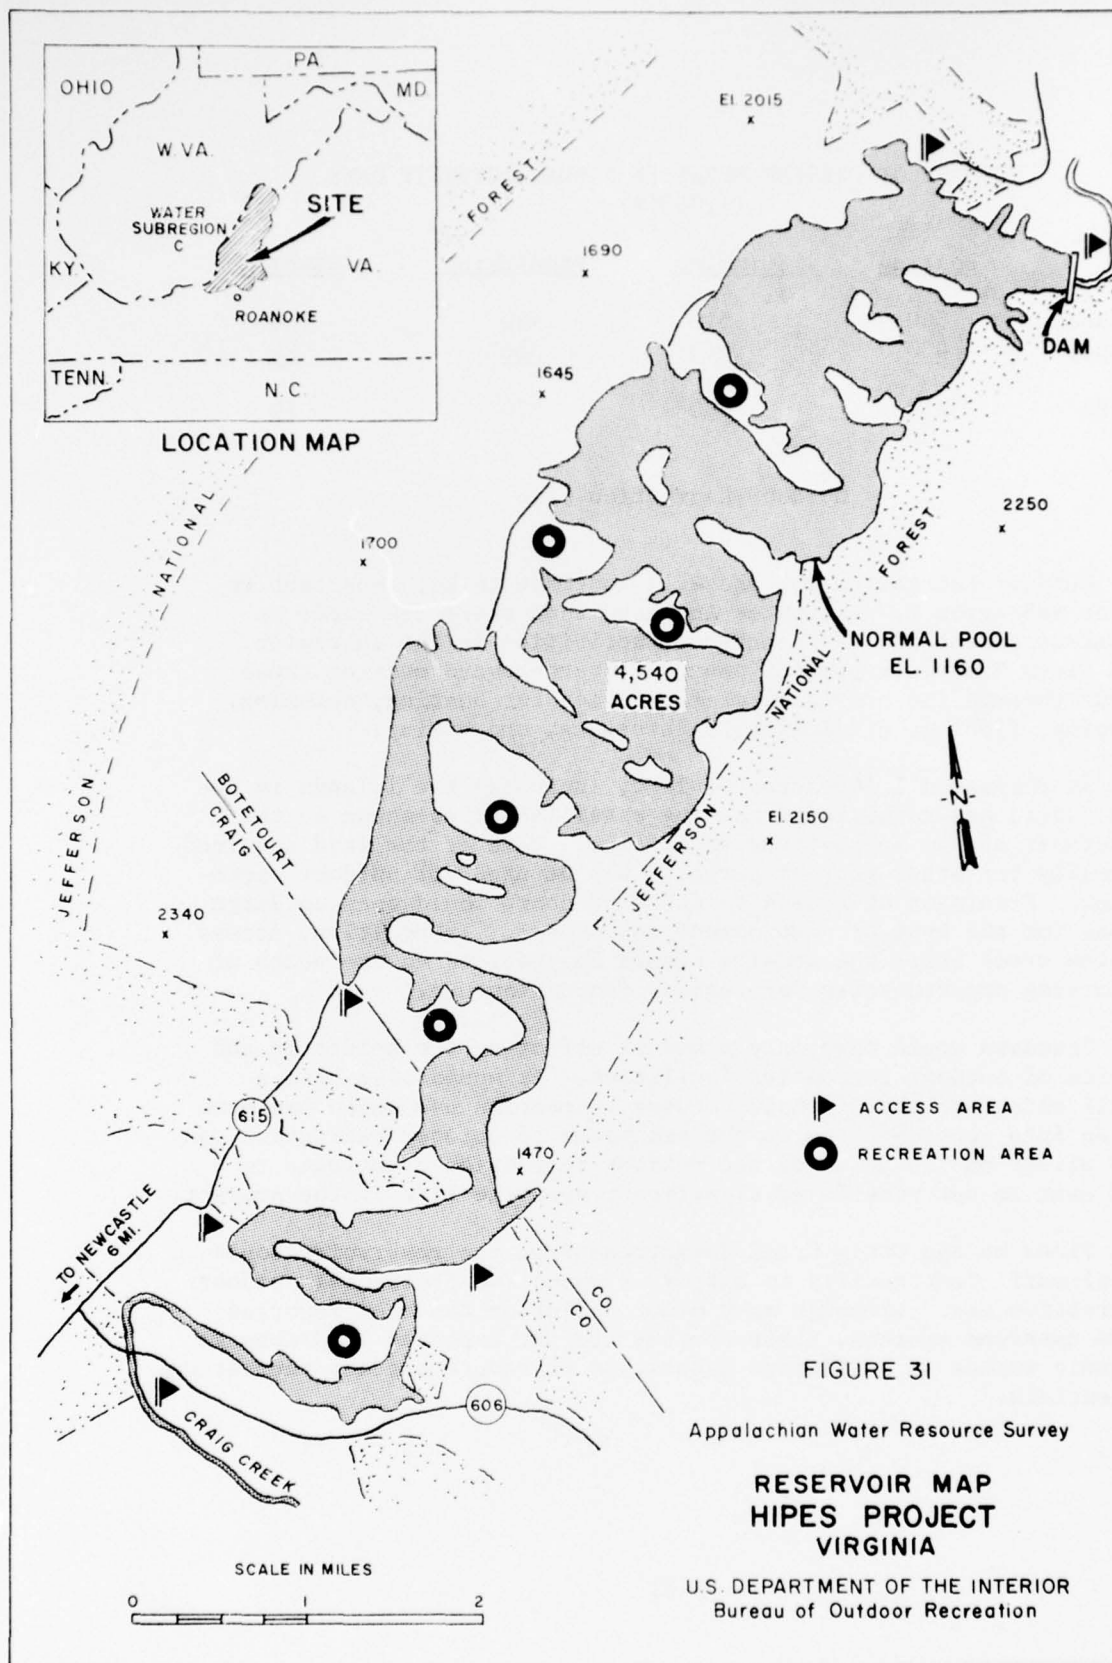 OHIO
PA.
MD.
W. VA.
WATER
SUBREGION
C
SITE
KY.
VA.
ROANOKE
TENN.
N. C.
LOCATION MAP
El. 2015
FOREST
1690
DAM
1645
NATIONAL
1700
2250
FOREST
NORMAL POOL
EL. 1160
4,540
ACRES
NATIONAL
JEFFERSON
BOTETOURT
CRAIG
El. 2150
-N-
JEFFERSON
2340
ACCESS AREA
RECREATION AREA
615
1470
TO NEWCASTLE
6 MI.
CO.
CO.
606
CRAIG CREEK
FIGURE 31
Appalachian Water Resource Survey
RESERVOIR MAP
HIPES PROJECT
VIRGINIA
U.S. DEPARTMENT OF THE INTERIOR
Bureau of Outdoor Recreation
SCALE IN MILES
0 1 2